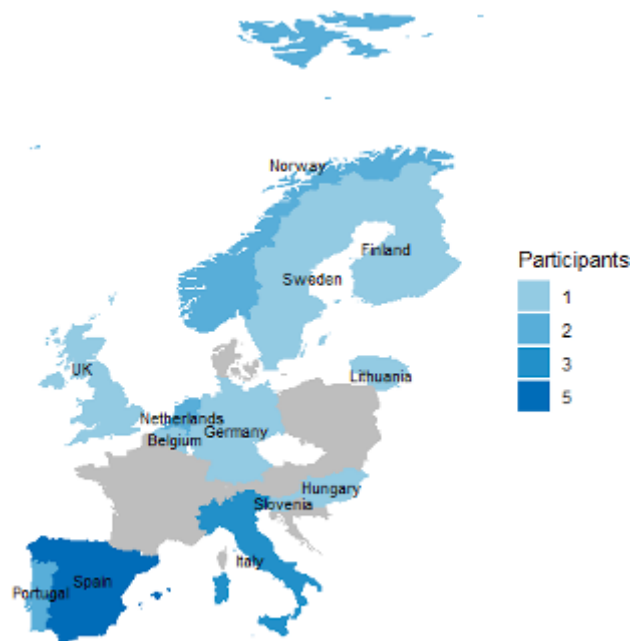 Norway
Finland
Sweden
Participants
1
2
3
5
UK
Lithuania
Netherlands
Belgium
Germany
Hungary
Slovenia
Italy
Spain
Portugal